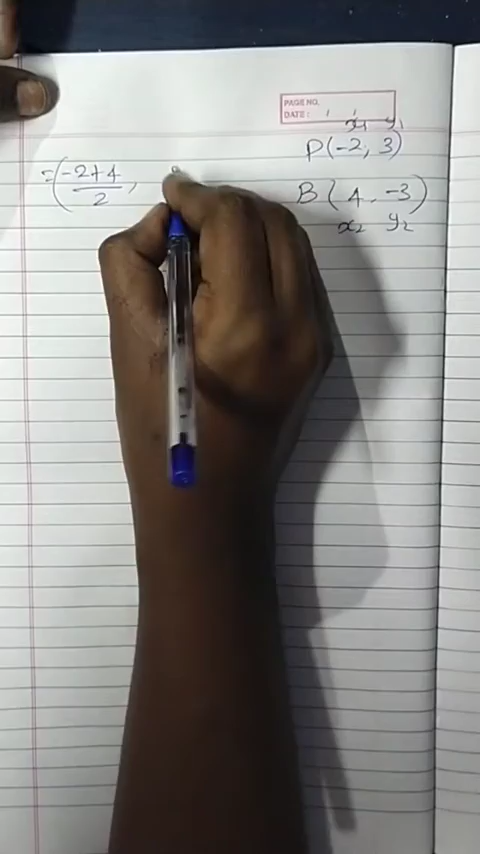 PAGE NO.
DATE :
x₁ y₁
P(-2, 3)
=(-2+4/2,
B(4, -3)
x₂ y₂